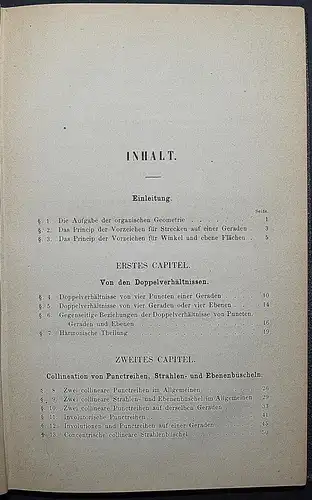 INHALT.
Einleitung.
Seite.
§. 1. Die Aufgabe der organischen Geometrie . . . . . . . . 1
§. 2. Das Princip der Vorzeichen für Strecken auf einer Geraden . 3
§. 3. Das Princip der Vorzeichen für Winkel und ebene Flächen . . 5
ERSTES CAPITEL.
Von den Doppelverhältnissen.
§. 4. Doppelverhältnisse von vier Puncten einer Geraden . . . . 10
§. 5. Doppelverhältnisse von vier Geraden oder vier Ebenen . . . 14
§. 6. Gegenseitige Beziehungen der Doppelverhältnisse von Puncten,
Geraden und Ebenen . . . . . . . . 16
§. 7. Harmonische Theilung . . . . . . . . 19
ZWEITES CAPITEL.
Collineation von Punctreihen, Strahlen- und Ebenenbüscheln.
§. 8. Zwei collineare Punctreihen im Allgemeinen . . . . 26
§. 9. Zwei collineare Strahlen- und Ebenenbüschel im Allgemeinen 29
§. 10. Zwei collineare Punctreihen auf derselben Geraden . . . .
§. 11. Involutorische Punctreihen . . . . . . . . 41
§. 12. Involutionen und Punctreihen auf einer Geraden . . . .
§. 13. Concentrische collineare Strahlenbüschel . . . .